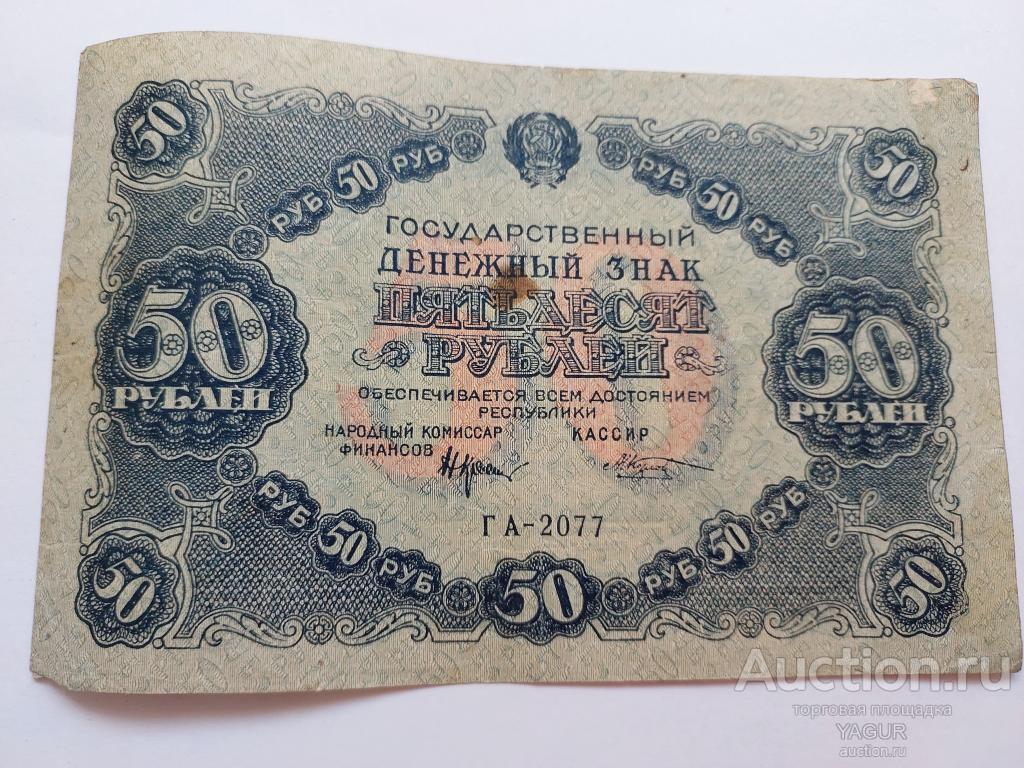 50
50
РУБ 50 РУБ
РУБ 50 РУБ
ГОСУДАРСТВЕННЫЙ
ДЕНЕЖНЫЙ ЗНАК
ПЯТЬДЕСЯТ
РУБЛЕЙ
50
РУБЛЕЙ
50
РУБЛЕЙ
ОБЕСПЕЧИВАЕТСЯ ВСЕМ ДОСТОЯНИЕМ
РЕСПУБЛИКИ
НАРОДНЫЙ КОМИССАР
ФИНАНСОВ
КАССИР
ГА-2077
РУБ 50 РУБ
50
РУБ 50 РУБ
50
50
Auction.ru
торговая площадка
YAGUR
auction.ru